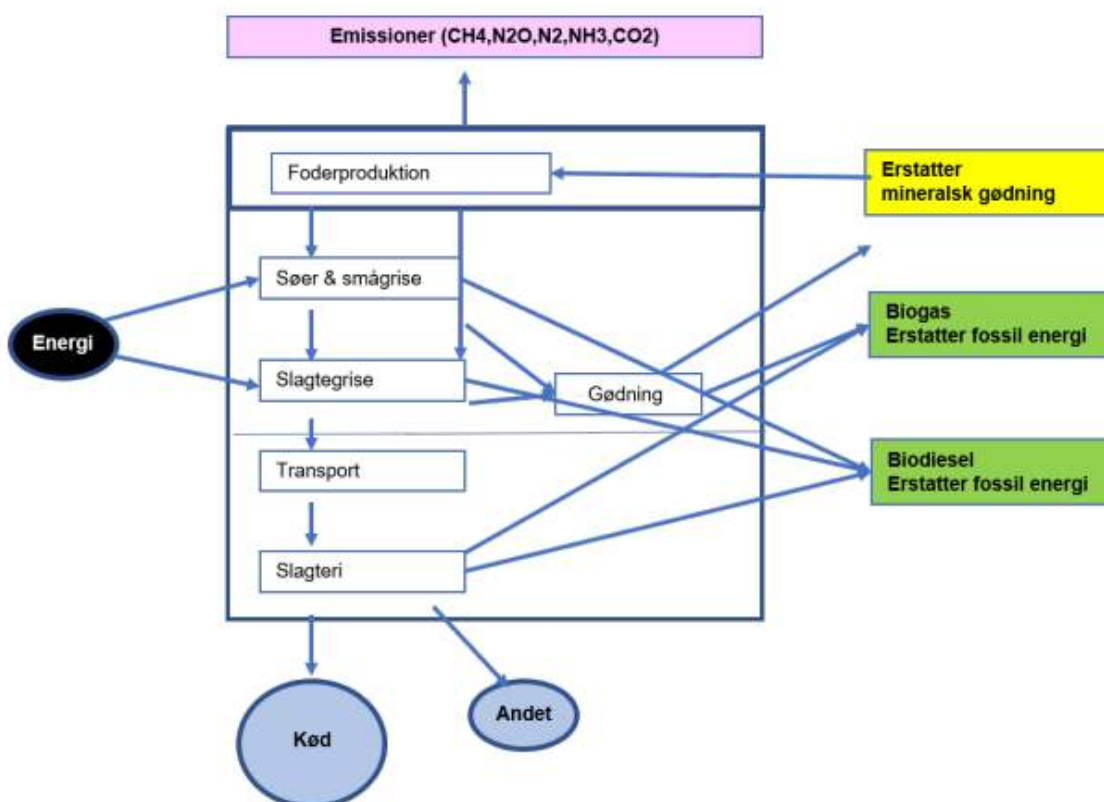 Emissioner (CH4,N2O,N2,NH3,CO2)
Foderproduktion
Erstatter
mineralsk gødning
Søer & smågrise
Energi
Biogas
Erstatter fossil energi
Slagtegrise
Gødning
Transport
Biodiesel
Erstatter fossil energi
Slagteri
Kød
Andet